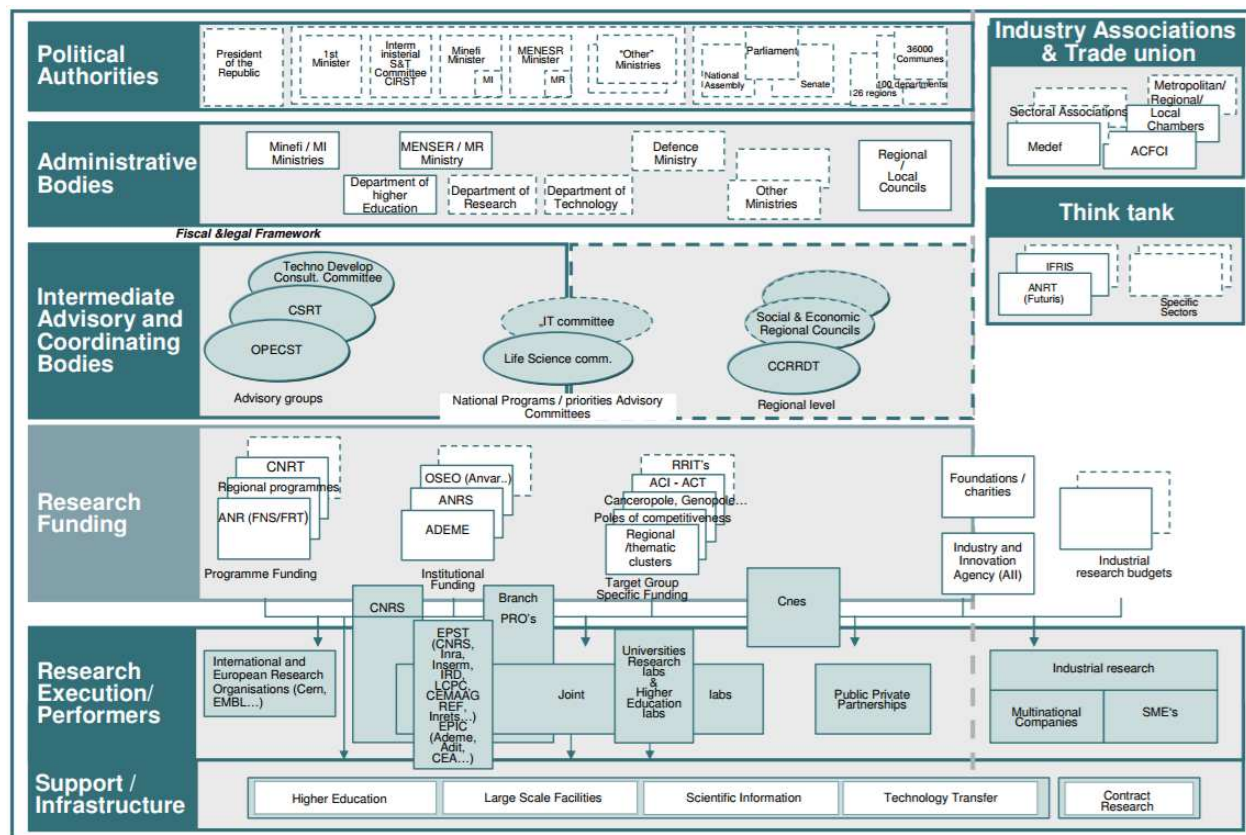 Political
Authorities
President
of the
Republic
1st
Minister
Interm
inisterial
S&T
Committee
CIRST
Minefi
Minister
MI
MENESR
Minister
MR
"Other"
Ministries
National
Assembly
Parliament
Senate
26 regions
100 departments
36000
Communes
Industry Associations
& Trade union
Sectoral Associations
Metropolitan/
Regional/
Local
Chambers
Medef
ACFCI
Administrative
Bodies
Minefi / MI
Ministries
MENSER / MR
Ministry
Defence
Ministry
Regional
/
Local
Councils
Department of
higher
Education
Department of
Research
Department of
Technology
Other
Ministries
Think tank
IFRIS
ANRT
(Futuris)
Specific
Sectors
Fiscal &legal Framework
Intermediate
Advisory and
Coordinating
Bodies
Techno Develop
Consult. Committee
CSRT
OPECST
Advisory groups
„IT committee
Life Science comm.
National Programs / priorities Advisory
Committees
Social & Economic
Regional Councils
CCRRDT
Regional level
Research
Funding
CNRT
Regional programmes
ANR (FNS/FRT)
Programme Funding
OSEO (Anvar..)
ANRS
ADEME
Institutional
Funding
RRIT's
ACI - ACT
Canceropole, Genopole…
Poles of competitiveness
Regional
/thematic
clusters
Target Group
Specific Funding
Foundations /
charities
Industry and
Innovation
Agency (AII)
Industrial
research budgets
CNRS
Branch
PRO's
Cnes
Research
Execution/
Performers
International and
European Research
Organisations (Cern,
EMBL…)
EPST
(CNRS,
Inra,
Inserm,
IRD,
LCPC,
CEMAAG
REF,
Inrets…)
EPIC
(Ademe,
Adit,
CEA…)
Joint
Universities
Research
labs
&
Higher
Education
labs
labs
Public Private
Partnerships
Industrial research
Multinational
Companies
SME's
Support /
Infrastructure
Higher Education
Large Scale Facilities
Scientific Information
Technology Transfer
Contract
Research